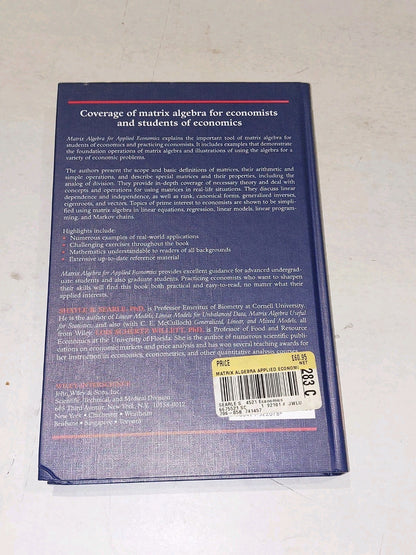 Coverage of matrix algebra for economists
and students of economics
Matrix Algebra for Applied Economics explains the important tool of matrix algebra for
students of economics and practicing economists. It includes examples that demonstrate
the foundation operations of matrix algebra and illustrations of using the algebra for a
variety of economic problems.
The authors present the scope and basic definitions of matrices, their arithmetic and
simple operations, and describe special matrices and their properties, including the
analog of division. They provide in-depth coverage of necessary theory and deal with
concepts and operations for using matrices in real-life situations. They discuss linear
dependence and independence, as well as rank, canonical forms, generalized inverses,
eigenroots, and vectors. Topics of prime interest to economists are shown to be simplified
using matrix algebra in linear equations, regression, linear models, linear program-
ming, and Markov chains.
Highlights include:
• Numerous examples of real-world applications
• Challenging exercises throughout the book
• Mathematics understandable to readers of all backgrounds
• Extensive up-to-date reference material
Matrix Algebra for Applied Economics provides excellent guidance for advanced undergrad-
uate students and also graduate students. Practicing economists who want to sharpen
their skills will find this book both practical and easy-to-read, no matter what their
applied interests.
SHAYLE R. SEARLE, PhD, is Professor Emeritus of Biometry at Cornell University.
He is the author of Linear Models, Linear Models for Unbalanced Data, Matrix Algebra Useful
for Statistics, and also (with C. E. McCulloch) Generalized, Linear, and Mixed Models, all
from Wiley. LOIS SCHERTZ WILLETT, PhD, is Professor of Food and Resource
Economics at the University of Florida. She is the author of numerous scientific publi-
cations on economic markets and price analysis and has won several teaching awards for
her instruction in economics, econometrics, and other quantitative analysis
WILEY-INTERSCIENCE
John Wiley & Sons, Inc.
Scientific, Technical, and Medical Division
605 Third Avenue, New York, N.Y. 10158-0012
New York • Chichester • Weinheim
Brisbane • Singapore • Toronto
PRICE
£60.95
NET
MATRIX ALGEBRA APPLIED ECONOMI
283 C
SEARLE S 4521 Economics